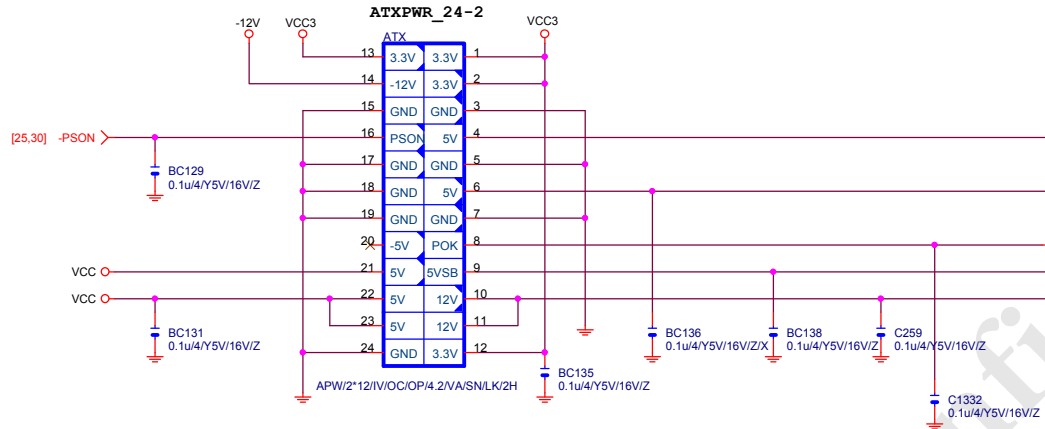 ATXPWR_24-2
-12V VCC3 VCC3
ATX
13 3.3V 3.3V 1
14 -12V 3.3V 2
15 GND GND 3
[25,30] -PSON 16 PSON 5V 4
17 GND GND 5
BC129
0.1u/4/Y5V/16V/Z
18 GND 5V 6
19 GND GND 7
20 -5V POK 8
VCC 21 5V 5VSB 9
VCC 22 5V 12V 10
23 5V 12V 11
BC131
0.1u/4/Y5V/16V/Z
BC136
0.1u/4/Y5V/16V/Z/X
BC138
0.1u/4/Y5V/16V/Z
C259
0.1u/4/Y5V/16V/Z
24 GND 3.3V 12
BC135
0.1u/4/Y5V/16V/Z
APW/2*12/IV/OC/OP/4.2/VA/SN/LK/2H
C1332
0.1u/4/Y5V/16V/Z